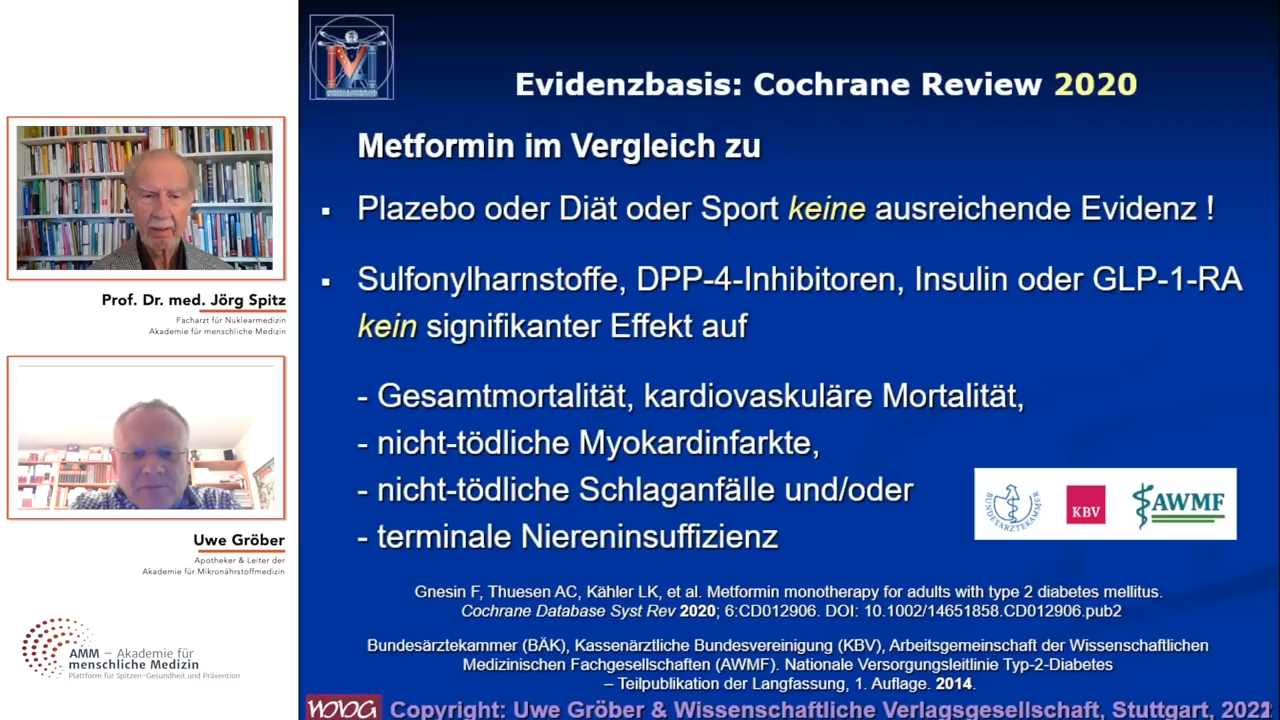 Evidenzbasis: Cochrane Review 2020
Metformin im Vergleich zu
▪ Plazebo oder Diät oder Sport keine ausreichende Evidenz !
▪ Sulfonylharnstoffe, DPP-4-Inhibitoren, Insulin oder GLP-1-RA
kein signifikanter Effekt auf
- Gesamtmortalität, kardiovaskuläre Mortalität,
- nicht-tödliche Myokardinfarkte,
- nicht-tödliche Schlaganfälle und/oder
- terminale Niereninsuffizienz
BUNDESÄRZTEKAMMER
KBV
AWMF
Gnesin F, Thuesen AC, Kähler LK, et al. Metformin monotherapy for adults with type 2 diabetes mellitus.
Cochrane Database Syst Rev 2020; 6:CD012906. DOI: 10.1002/14651858.CD012906.pub2
Bundesärztekammer (BÄK), Kassenärztliche Bundesvereinigung (KBV), Arbeitsgemeinschaft der Wissenschaftlichen
Medizinischen Fachgesellschaften (AWMF). Nationale Versorgungsleitlinie Typ-2-Diabetes
– Teilpublikation der Langfassung, 1. Auflage. 2014.
Copyright: Uwe Gröber & Wissenschaftliche Verlagsgesellschaft, Stuttgart, 2021
Prof. Dr. med. Jörg Spitz
Facharzt für Nuklearmedizin
Akademie für menschliche Medizin
Uwe Gröber
Apotheker & Leiter der
Akademie für Mikronährstoffmedizin
AMM – Akademie für
menschliche Medizin
Plattform für Spitzen-Gesundheit und Prävention